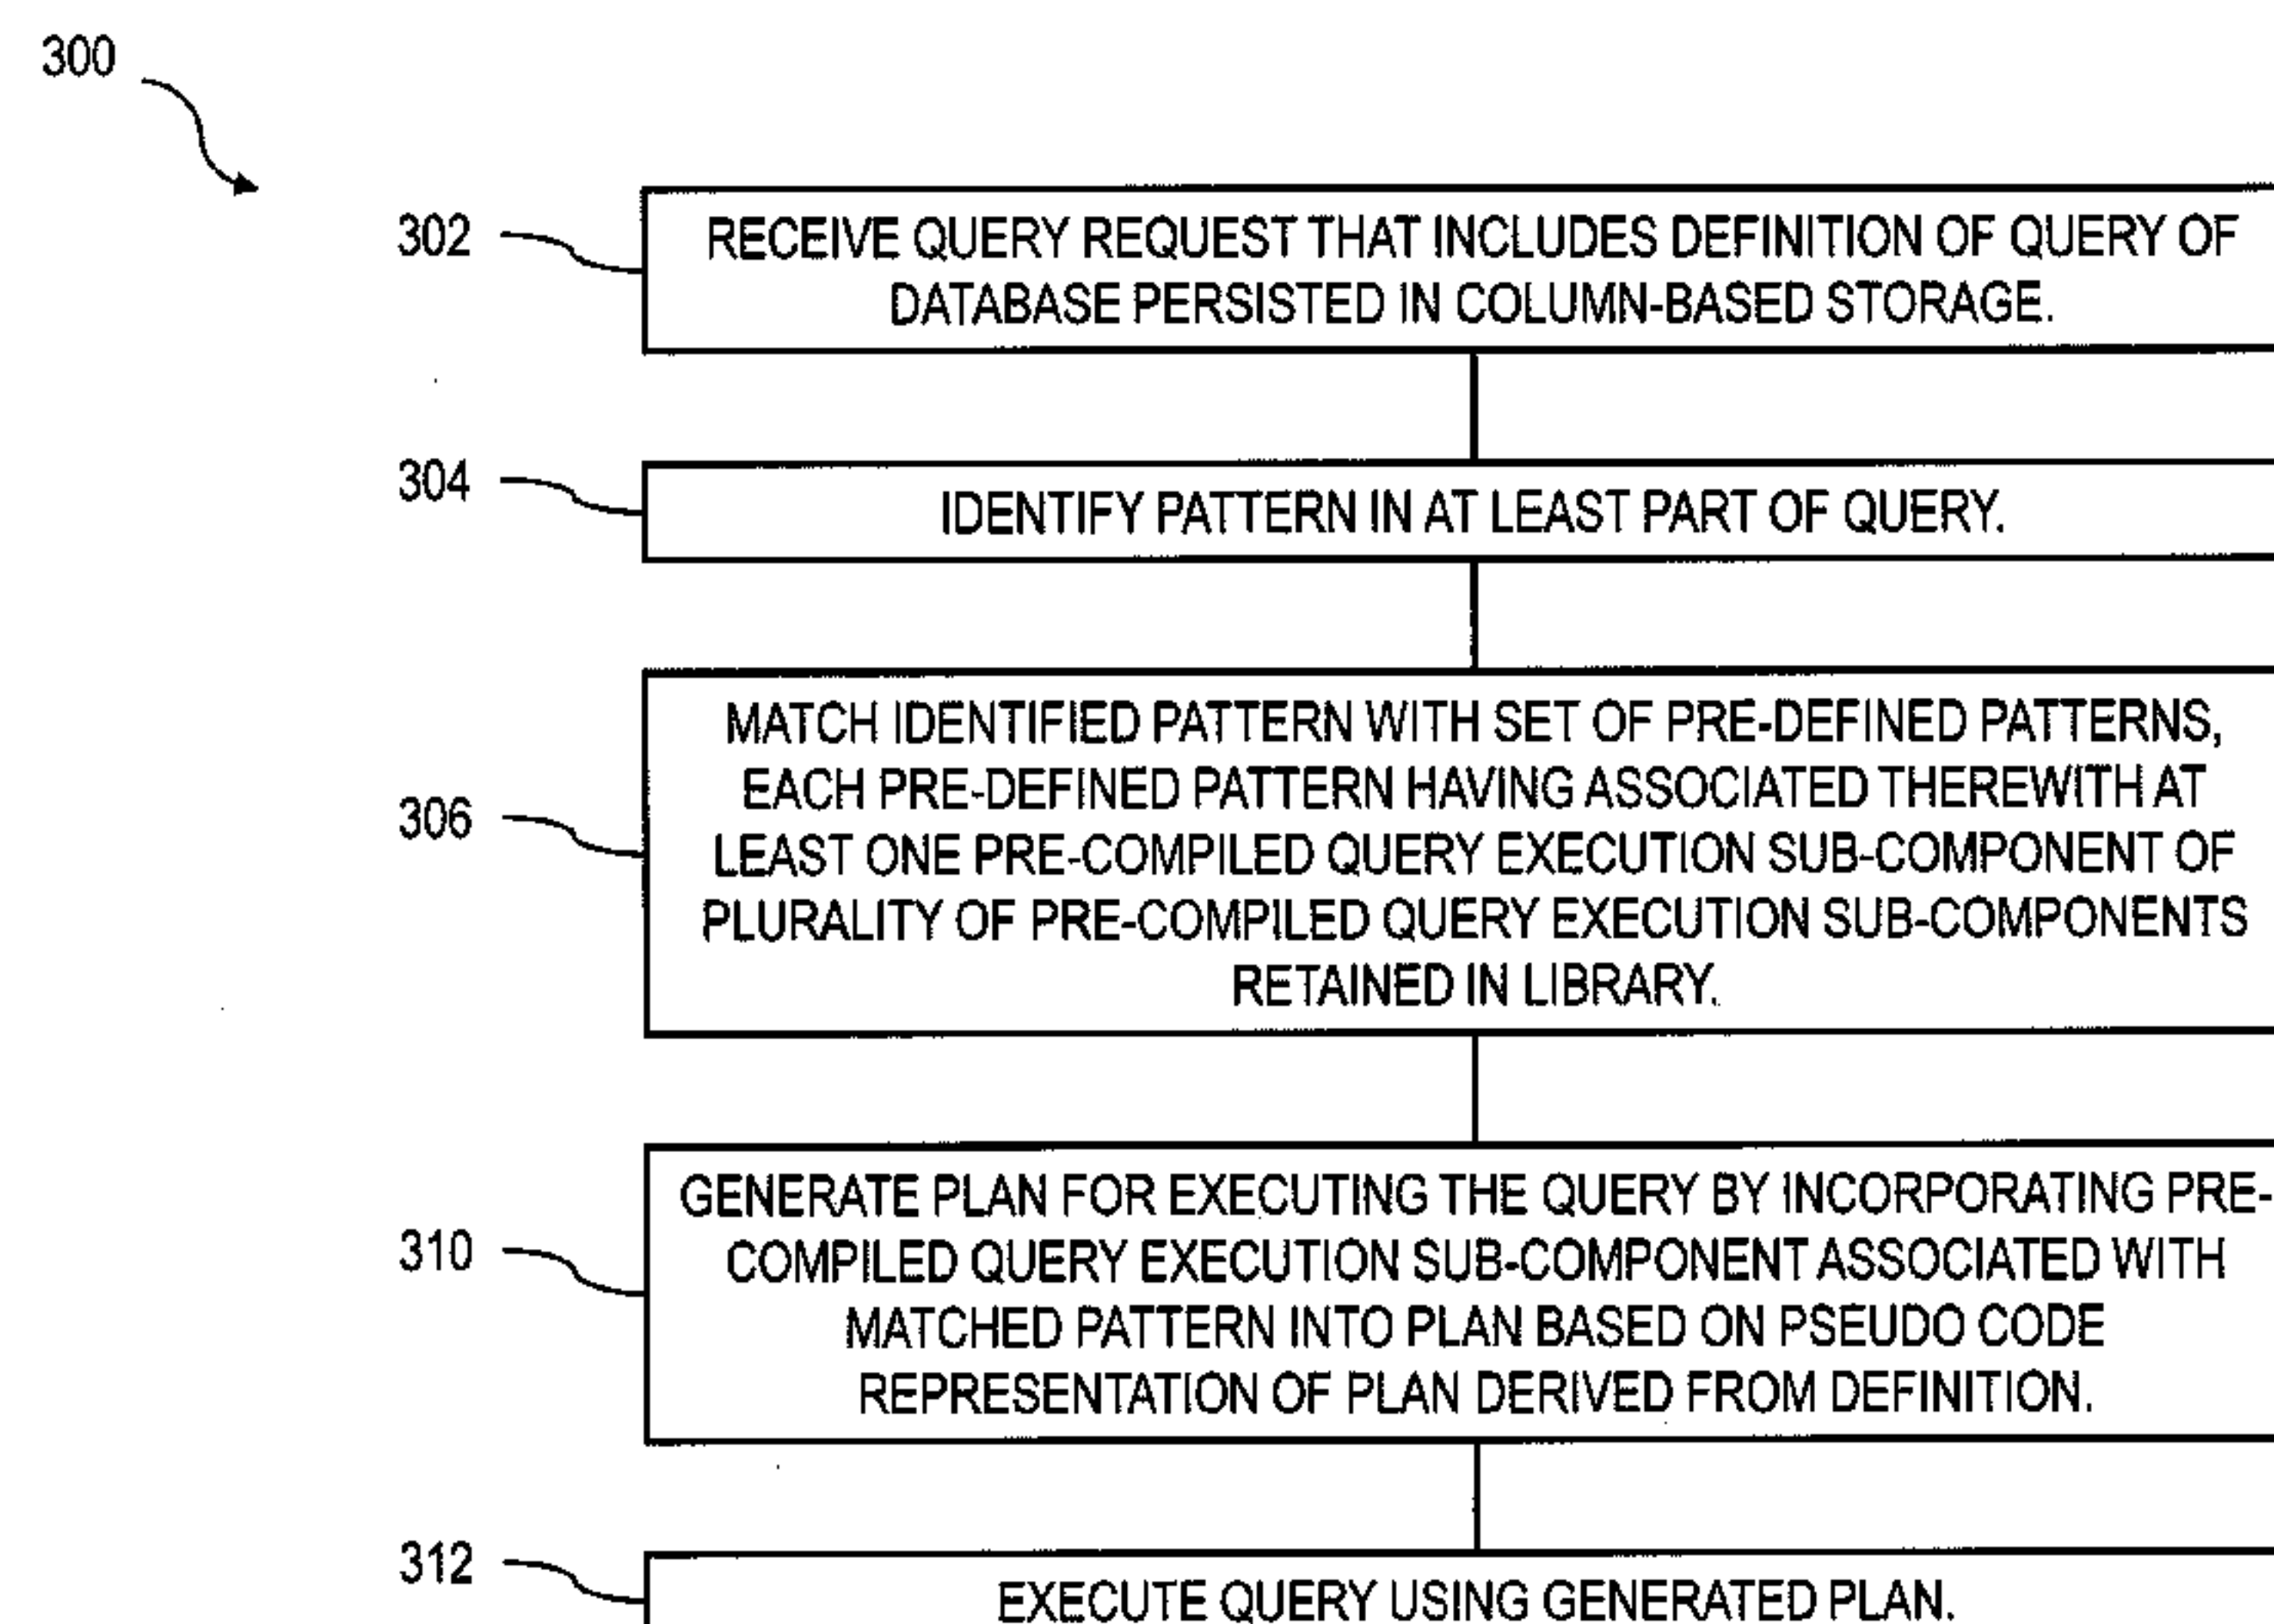 300
302
RECEIVE QUERY REQUEST THAT INCLUDES DEFINITION OF QUERY OF
DATABASE PERSISTED IN COLUMN-BASED STORAGE.
304
IDENTIFY PATTERN IN AT LEAST PART OF QUERY.
306
MATCH IDENTIFIED PATTERN WITH SET OF PRE-DEFINED PATTERNS,
EACH PRE-DEFINED PATTERN HAVING ASSOCIATED THEREWITH AT
LEAST ONE PRE-COMPILED QUERY EXECUTION SUB-COMPONENT OF
PLURALITY OF PRE-COMPILED QUERY EXECUTION SUB-COMPONENTS
RETAINED IN LIBRARY.
310
GENERATE PLAN FOR EXECUTING THE QUERY BY INCORPORATING PRE-
COMPILED QUERY EXECUTION SUB-COMPONENT ASSOCIATED WITH
MATCHED PATTERN INTO PLAN BASED ON PSEUDO CODE
REPRESENTATION OF PLAN DERIVED FROM DEFINITION.
312
EXECUTE QUERY USING GENERATED PLAN.